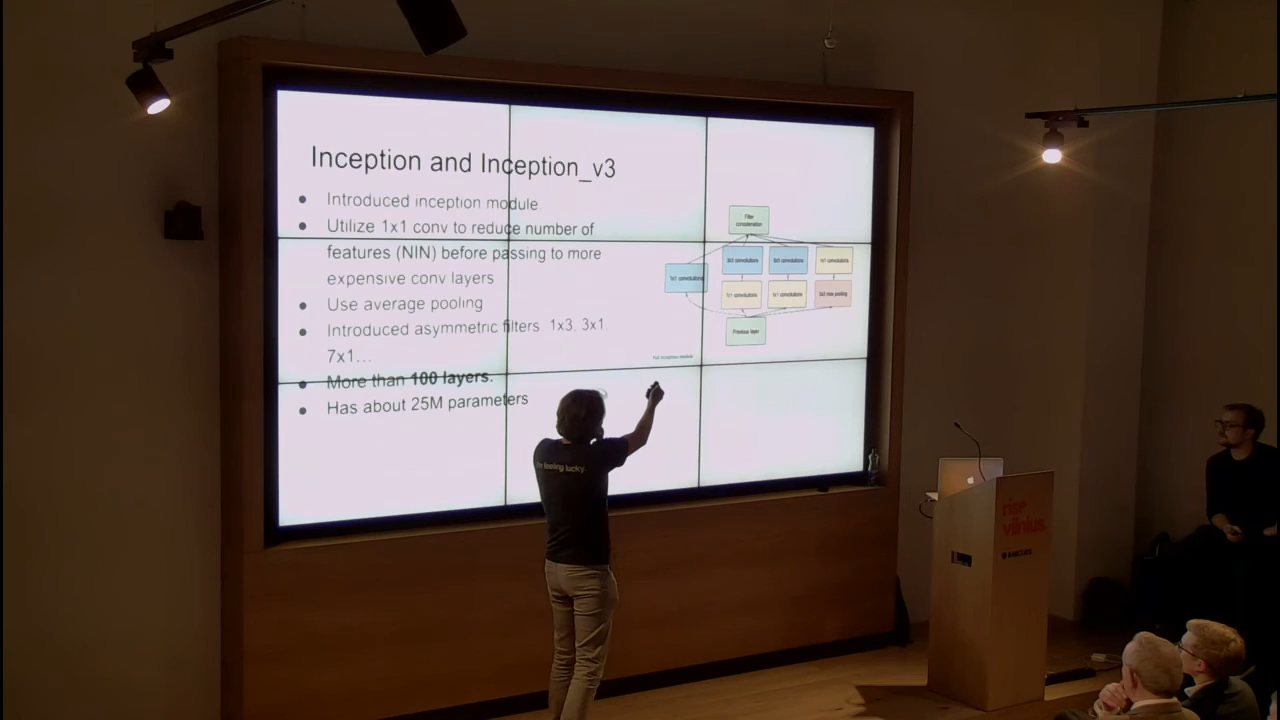 Inception and Inception_v3
● Introduced inception module.
● Utilize 1x1 conv to reduce number of
features (NIN) before passing to more
expensive conv layers
● Use average pooling
● Introduced asymmetric filters. 1x3, 3x1,
7x1...
● More than 100 layers.
● Has about 25M parameters
Filter
concatenation
3x3 convolutions
5x5 convolutions
1x1 convolutions
1x1 convolutions
1x1 convolutions
1x1 convolutions
3x3 max pooling
Previous layer
feeling lucky.
rise
vilnius
BARCLAYS